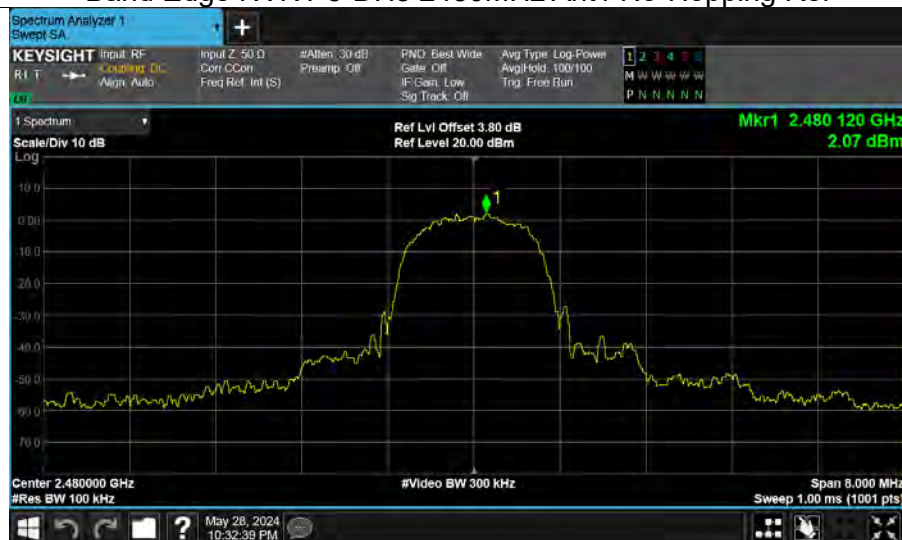 Spectrum Analyzer 1
Swept SA
+
KEYSIGHT Input: RF
R L T Coupling: DC
Align: Auto
Input Z: 50 Ω
Corr CCorr
Freq Ref: Int (S)
#Atten: 30 dB
Preamp: Off
PNO: Best Wide
Gate: Off
IF Gain: Low
Sig Track: Off
Avg Type: Log-Power
Avg|Hold: 100/100
Trig: Free Run
1 2 3 4 5 6
M W W W W W
P N N N N N
1 Spectrum
Scale/Div 10 dB
Log
Ref Lvl Offset 3.80 dB
Ref Level 20.00 dBm
Mkr1 2.480 120 GHz
2.07 dBm
1
10.0
0.00
-10.0
-20.0
-30.0
-40.0
-50.0
-60.0
-70.0
Center 2.480000 GHz
#Res BW 100 kHz
#Video BW 300 kHz
Span 8.000 MHz
Sweep 1.00 ms (1001 pts)
?
May 28, 2024
10:32:39 PM